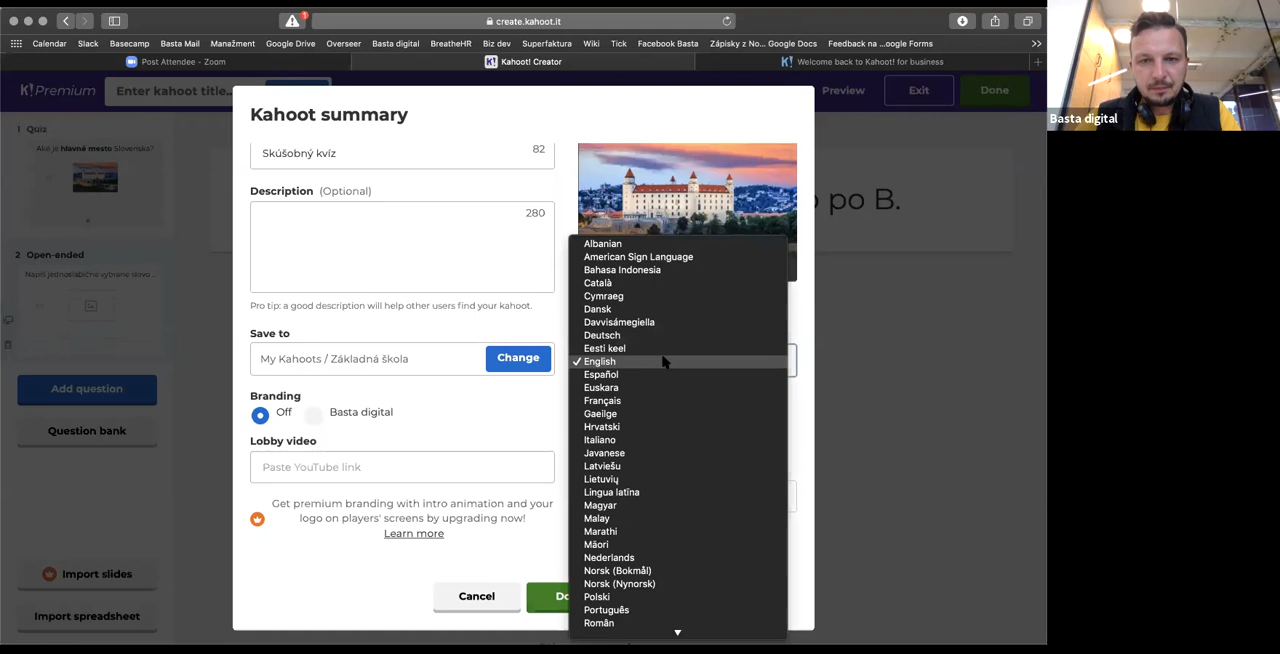 create.kahoot.it
1
Calendar Slack Basecamp Basta Mail Manažment Google Drive Overseer Basta digital BreatheHR Biz dev Superfaktura Wiki Tick Facebook Basta Zápisky z No... Google Docs Feedback na ...oogle Forms
Post Attendee - Zoom
K! Kahoot! Creator
K! Welcome back to Kahoot! for business
K!Premium
Enter kahoot title...
Preview
Exit
Done
Basta digital
1 Quiz
Aké je hlavné mesto Slovenska?
2 Open-ended
Napíš jednoslabičné vybrané slovo ...
Add question
Question bank
Import slides
Import spreadsheet
po B.
Kahoot summary
Skúšobný kvíz
82
Description (Optional)
280
Pro tip: a good description will help other users find your kahoot.
Save to
My Kahoots / Základná škola
Change
Branding
Off
Basta digital
Lobby video
Paste YouTube link
Get premium branding with intro animation and your
logo on players' screens by upgrading now!
Learn more
Cancel
Do
Albanian
American Sign Language
Bahasa Indonesia
Català
Cymraeg
Dansk
Davvisámegiella
Deutsch
Eesti keel
✓ English
Español
Euskara
Français
Gaeilge
Hrvatski
Italiano
Javanese
Latviešu
Lietuvių
Lingua latīna
Magyar
Malay
Marathi
Māori
Nederlands
Norsk (Bokmål)
Norsk (Nynorsk)
Polski
Português
Român